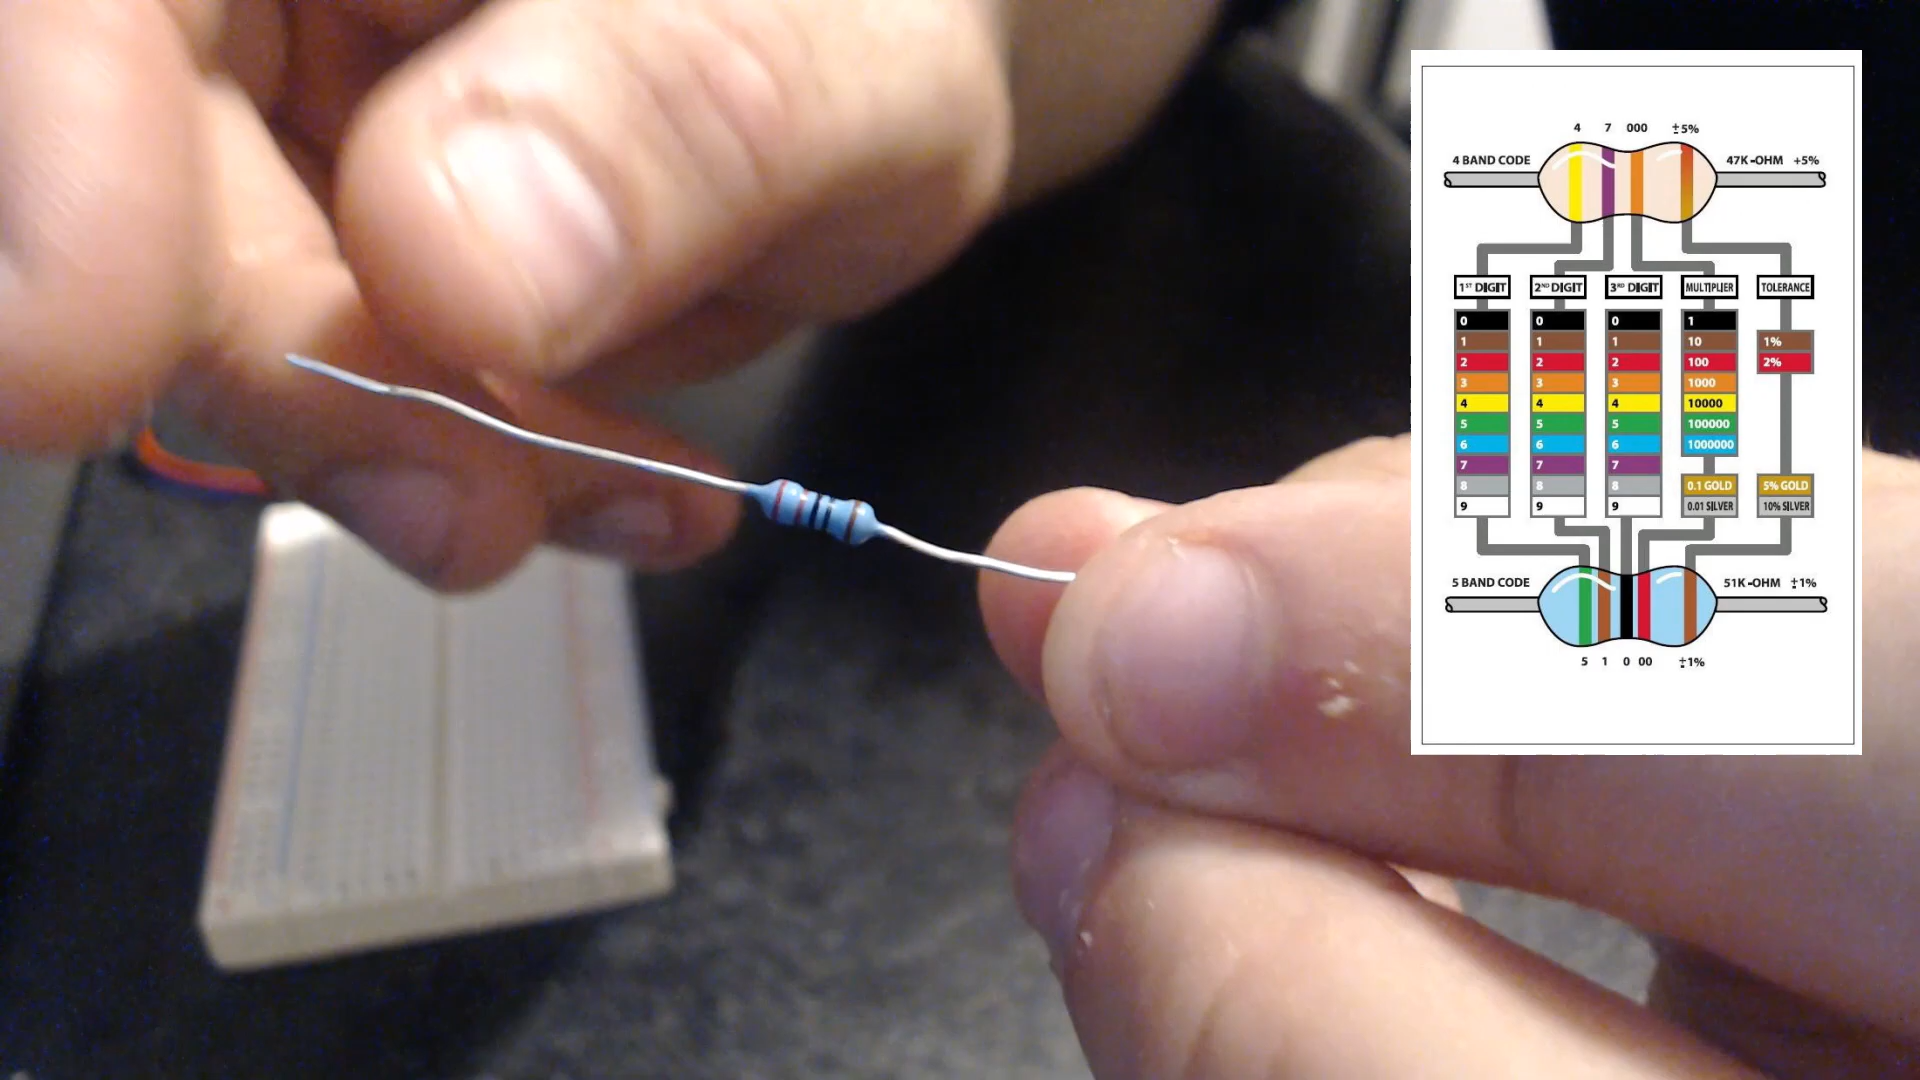 4 7 000 ±5%
4 BAND CODE 47K-OHM +5%
1ST DIGIT 2ND DIGIT 3RD DIGIT MULTIPLIER TOLERANCE
0 0 0 1
1 1 1 10 1%
2 2 2 100 2%
3 3 3 1000
4 4 4 10000
5 5 5 100000
6 6 6 1000000
7 7 7
8 8 8 0.1 GOLD 5% GOLD
9 9 9 0.01 SILVER 10% SILVER
5 BAND CODE 51K-OHM ±1%
5 1 0 00 ±1%